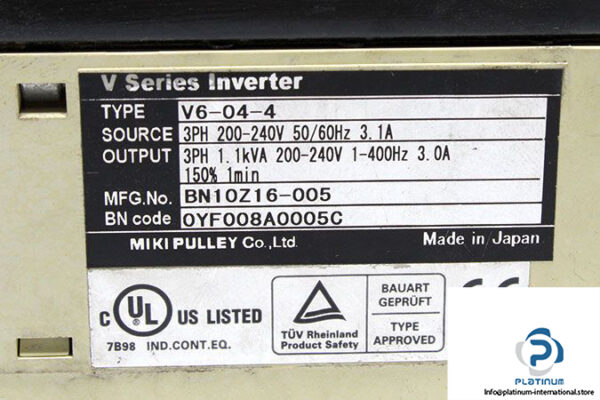 V Series Inverter
TYPE V6-04-4
SOURCE 3PH 200-240V 50/60Hz 3.1A
OUTPUT 3PH 1.1kVA 200-240V 1-400Hz 3.0A
150% 1min
MFG.No. BN10Z16-005
BN code 0YF008A0005C
MIKI PULLEY Co.,Ltd. Made in Japan
C UL US LISTED
7B98 IND.CONT.EQ.
TÜV Rheinland
Product Safety
BAUART
GEPRÜFT
TYPE
APPROVED
CE
PLATINUM
Info@platinum-international.store